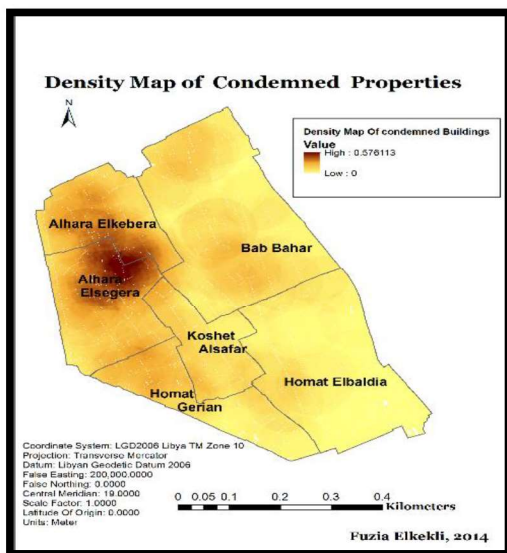 Density Map of Condemned Properties
N
Density Map Of condemned Buildings
Value
High : 0.576113
Low : 0
Alhara Elkebera
Bab Bahar
Alhara
Elsegera
Koshet
Alsafar
Homat Elbaldia
Homat
Gerian
Coordinate System: LGD2006 Libya TM Zone 10
Projection: Transverse Mercator
Datum: Libyan Geodetic Datum 2006
False Easting: 200,000.0000
False Northing: 0.0000
Central Meridian: 19.0000
Scale Factor: 1.0000
Latitude Of Origin: 0.0000
Units: Meter
0 0.05 0.1 0.2 0.3 0.4
Kilometers
Fuzia Elkekli, 2014